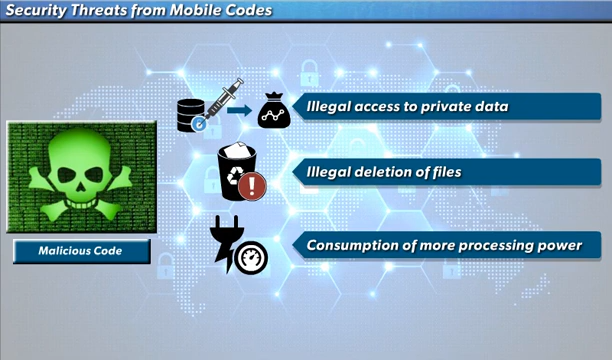 Security Threats from Mobile Codes
Illegal access to private data
Illegal deletion of files
Malicious Code
Consumption of more processing power